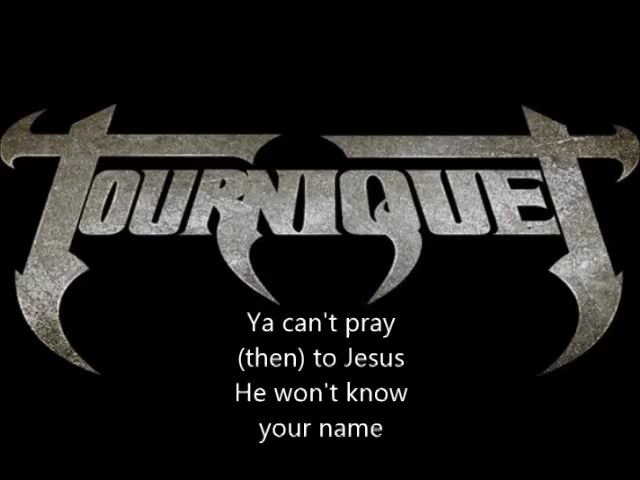 TOURNIQUET
Ya can't pray
(then) to Jesus
He won't know
your name